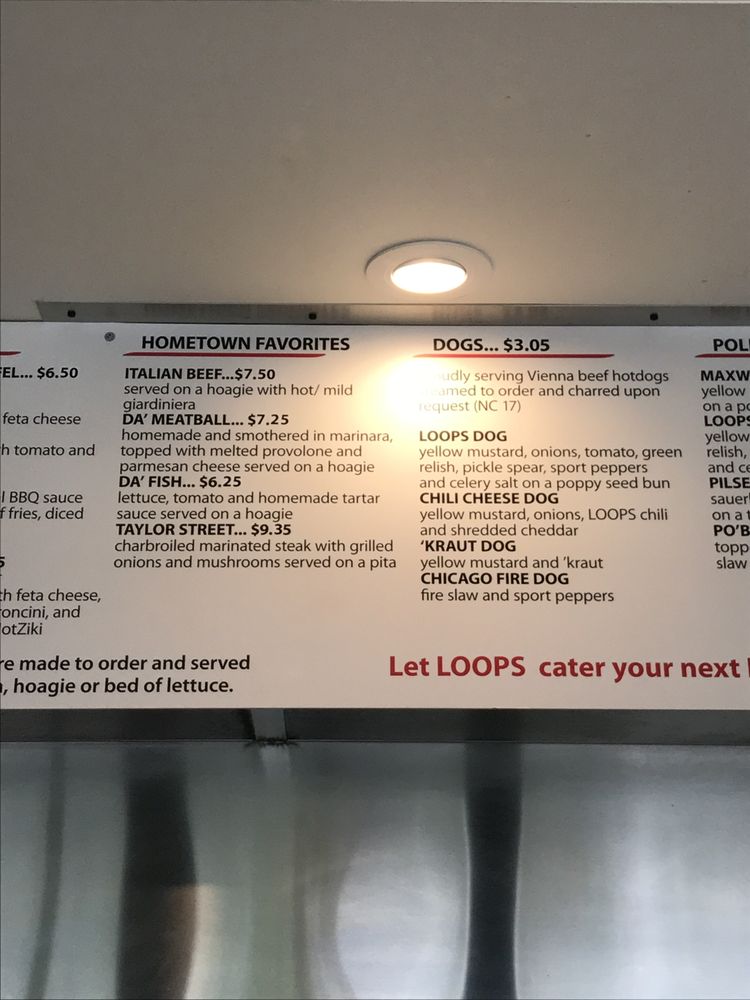 EL... $6.50
feta cheese
tomato and
BBQ sauce
fries, diced
feta cheese,
and
made to order and served
hoagie or bed of lettuce.
HOMETOWN FAVORITES
ITALIAN BEEF...$7.50
served on a hoagie with hot/ mild
giardiniera
DA’ MEATBALL... $7.25
homemade and smothered in marinara,
topped with melted provolone and
parmesan cheese served on a hoagie
DA’ FISH... $6.25
lettuce, tomato and homemade tartar
sauce served on a hoagie
TAYLOR STREET... $9.35
charbroiled marinated steak with grilled
onions and mushrooms served on a pita
DOGS... $3.05
serving Vienna beef hotdogs
to order and charred upon
request (NC 17)
LOOPS DOG
yellow mustard, onions, tomato, green
relish, pickle spear, sport peppers
and celery salt on a poppy seed bun
CHILI CHEESE DOG
yellow mustard, onions, LOOPS chili
and shredded cheddar
‘KRAUT DOG
yellow mustard and ’kraut
CHICAGO FIRE DOG
fire slaw and sport peppers
Let LOOPS cater your next
POL
MAXW
yellow
on a po
LOOPS
yellow
relish,
and ce
PILSE
sauer
on a t
PO’B
topp
slaw